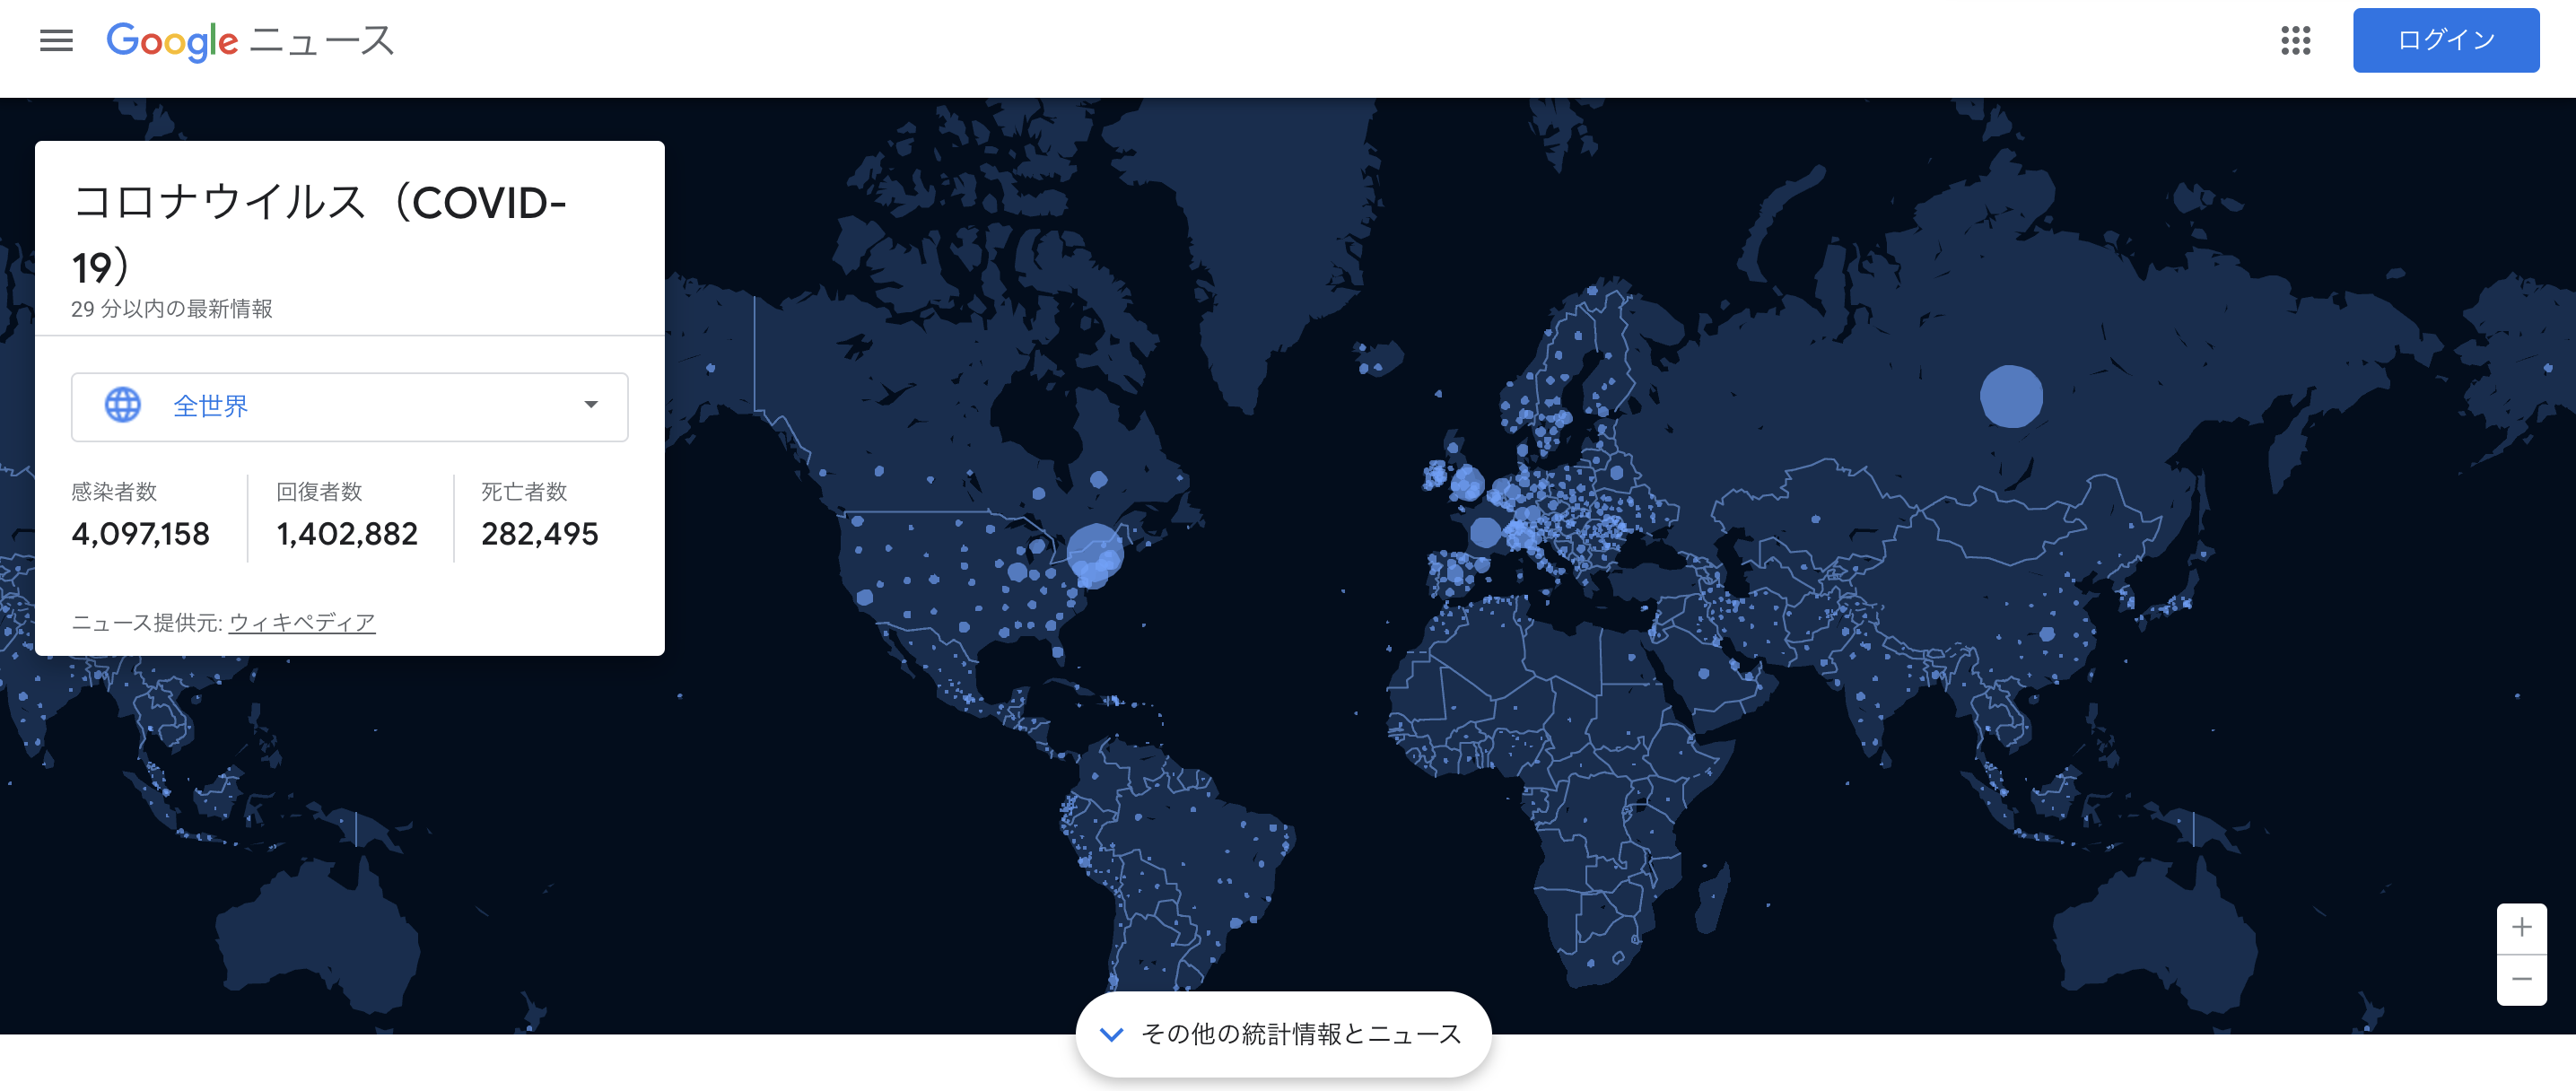 Google ニュース
ログイン
コロナウイルス（COVID-
19）
29 分以内の最新情報
全世界
感染者数 回復者数 死亡者数
4,097,158 1,402,882 282,495
ニュース提供元: ウィキペディア
その他の統計情報とニュース